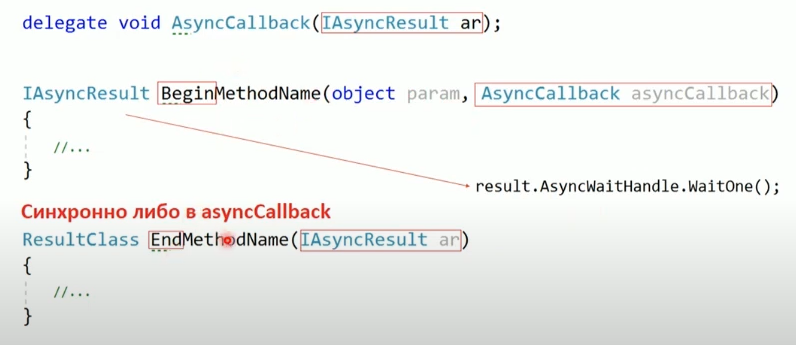 delegate void AsyncCallback(IAsyncResult ar);
IAsyncResult BeginMethodName(object param, AsyncCallback asyncCallback)
{
//...
}
result.AsyncWaitHandle.WaitOne();
Синхронно либо в asyncCallback
ResultClass EndMethodName(IAsyncResult ar)
{
//...
}